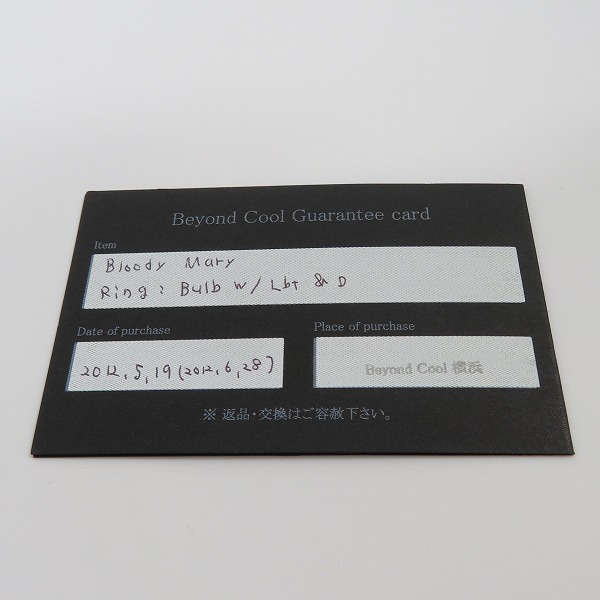 Beyond Cool Guarantee card
Item
Bloody Mary
Ring : Bulb w/ Lbt & D
Date of purchase
Place of purchase
2012, 5, 19 (2012, 6, 28)
Beyond Cool 横浜
※ 返品・交換はご容赦下さい。